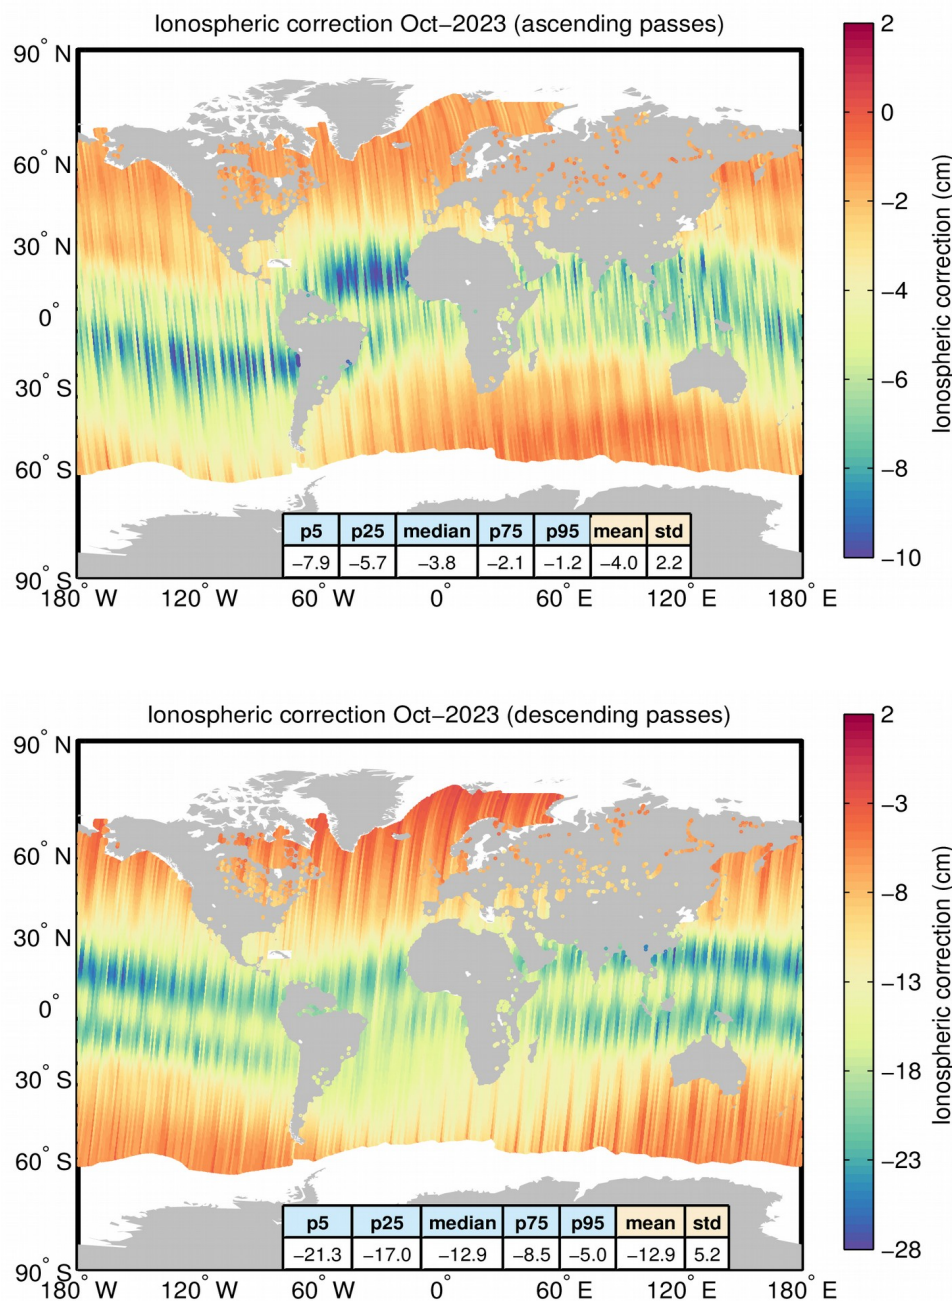 Ionospheric correction Oct−2023 (ascending passes)
90° N
60° N
30° N
0°
30° S
60° S
90° S
180° W 120° W 60° W 0° 60° E 120° E 180° E
p5 p25 median p75 p95 mean std
−7.9 −5.7 −3.8 −2.1 −1.2 −4.0 2.2
2
0
−2
−4
−6
−8
−10
Ionospheric correction (cm)
Ionospheric correction Oct−2023 (descending passes)
90° N
60° N
30° N
0°
30° S
60° S
90° S
180° W 120° W 60° W 0° 60° E 120° E 180° E
p5 p25 median p75 p95 mean std
−21.3 −17.0 −12.9 −8.5 −5.0 −12.9 5.2
2
−3
−8
−13
−18
−23
−28
Ionospheric correction (cm)